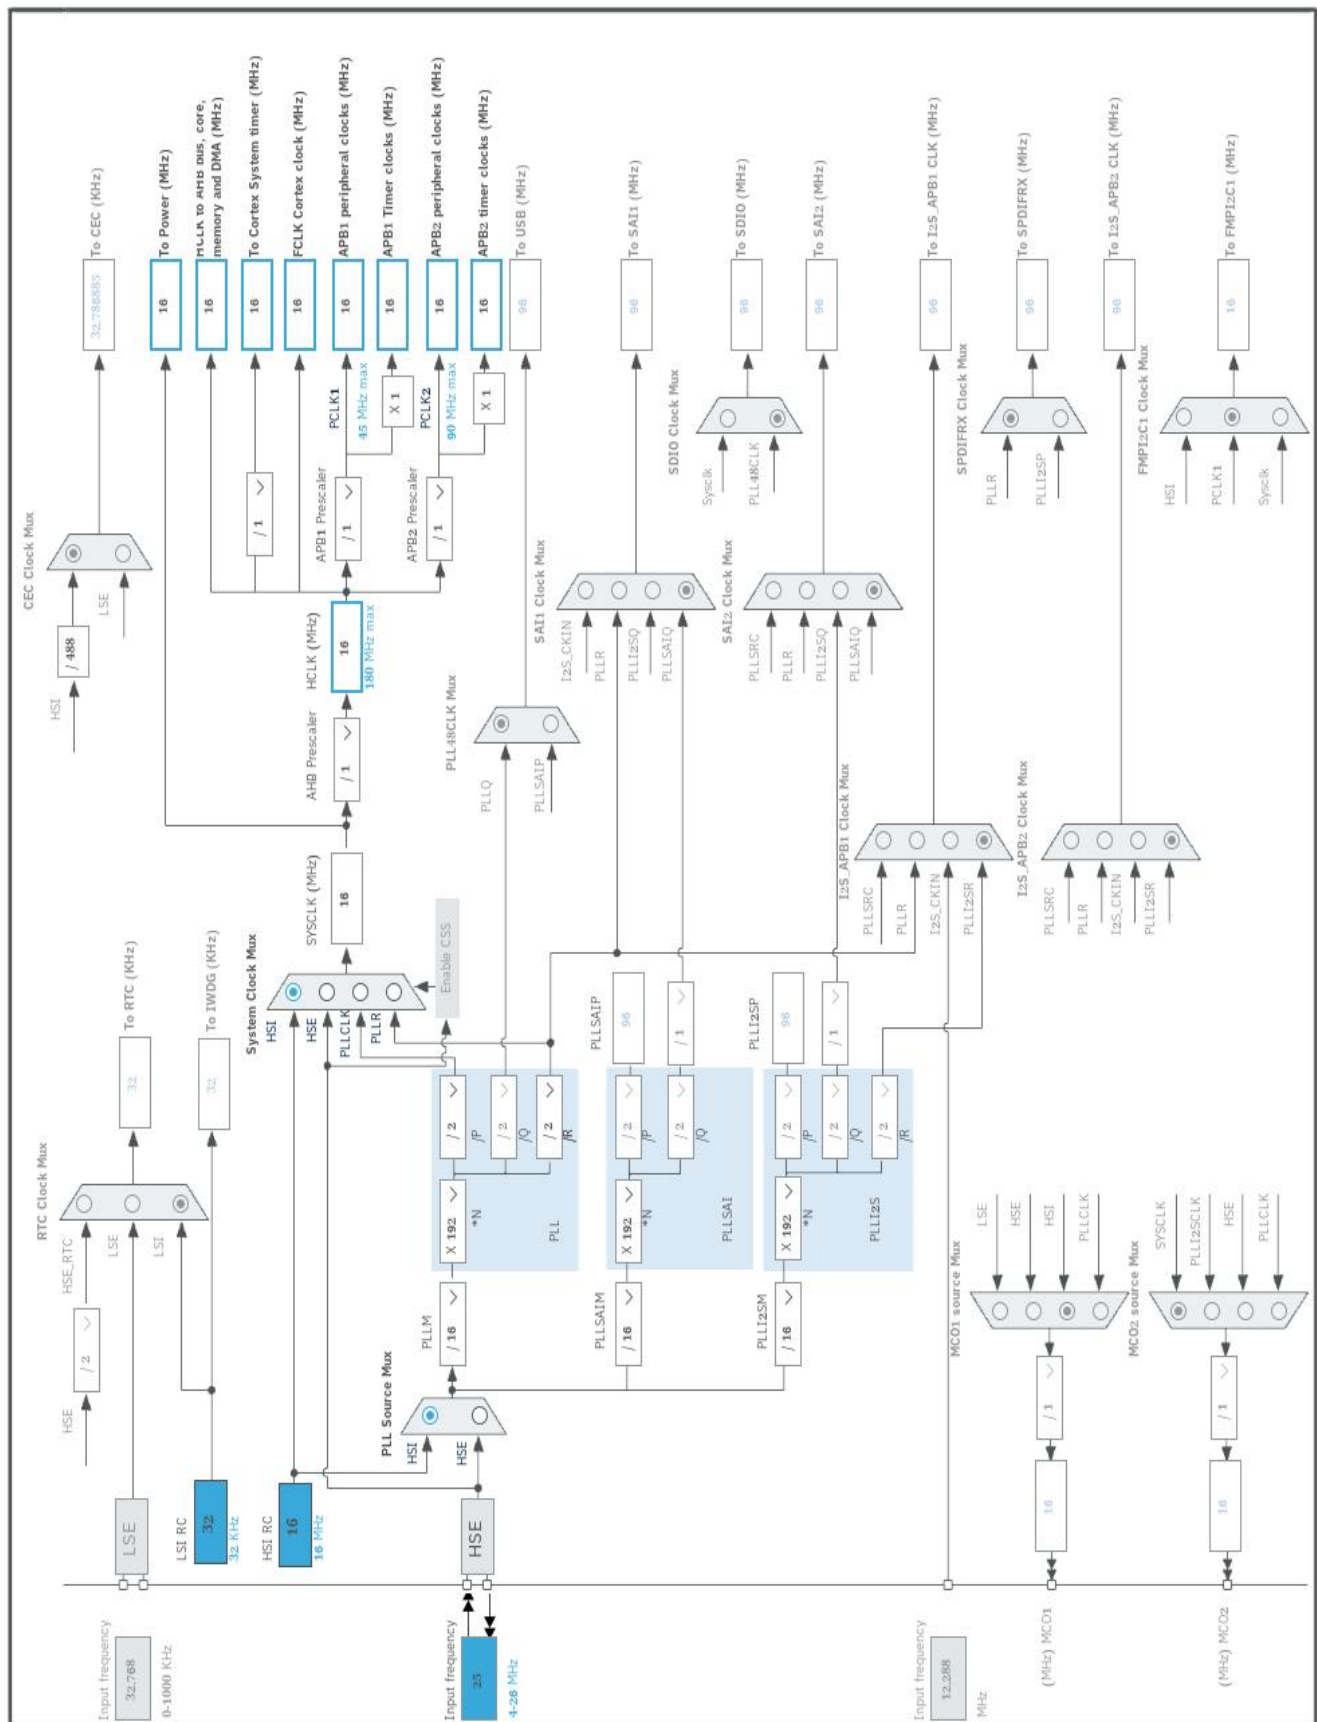 Input frequency
32.768
0-1000 KHz
LSE
HSE
/ 2
HSE_RTC
LSE
LSI
RTC Clock Mux
32
To RTC (KHz)
LSI RC
32
32 KHz
32
To IWDG (KHz)
HSI RC
16
16 MHz
HSI
/ 488
LSE
CEC Clock Mux
32.786885
To CEC (KHz)
System Clock Mux
HSI
HSE
PLLCLK
PLLR
Enable CSS
SYSCLK (MHz)
16
AHB Prescaler
/ 1
HCLK (MHz)
16
180 MHz max
/ 1
APB1 Prescaler
/ 1
PCLK1
45 MHz max
X 1
APB2 Prescaler
/ 1
PCLK2
90 MHz max
X 1
16
To Power (MHz)
16
HCLK to AHB bus, core,
memory and DMA (MHz)
16
To Cortex System timer (MHz)
16
FCLK Cortex clock (MHz)
16
APB1 peripheral clocks (MHz)
16
APB1 Timer clocks (MHz)
16
APB2 peripheral clocks (MHz)
16
APB2 timer clocks (MHz)
Input frequency
25
4-26 MHz
HSE
PLL Source Mux
HSI
HSE
PLLM
/ 16
X 192
*N
/ 2
/P
/ 2
/Q
/ 2
/R
PLL
PLLQ
PLLSAIP
PLL48CLK Mux
96
To USB (MHz)
PLLSAIM
/ 16
X 192
*N
/ 2
/P
/ 2
/Q
PLLSAI
PLLSAIP
96
/ 1
SAI1 Clock Mux
I2S_CKIN
PLLR
PLLI2SQ
PLLSAIQ
96
To SAI1 (MHz)
SDIO Clock Mux
Sysclk
PLL48CLK
96
To SDIO (MHz)
PLLI2SM
/ 16
X 192
*N
/ 2
/P
/ 2
/Q
/ 2
/R
PLLI2S
PLLI2SP
96
/ 1
SAI2 Clock Mux
PLLSRC
PLLR
PLLI2SQ
PLLSAIQ
96
To SAI2 (MHz)
I2S_APB1 Clock Mux
PLLSRC
PLLR
I2S_CKIN
PLLI2SR
96
To I2S_APB1 CLK (MHz)
SPDIFRX Clock Mux
PLLR
PLLI2SP
96
To SPDIFRX (MHz)
I2S_APB2 Clock Mux
PLLSRC
PLLR
I2S_CKIN
PLLI2SR
96
To I2S_APB2 CLK (MHz)
FMPI2C1 Clock Mux
HSI
PCLK1
Sysclk
16
To FMPI2C1 (MHz)
Input frequency
12.288
MHz
MCO1 source Mux
LSE
HSE
HSI
PLLCLK
/ 1
16
(MHz) MCO1
MCO2 source Mux
SYSCLK
PLLI2SCLK
HSE
PLLCLK
/ 1
16
(MHz) MCO2